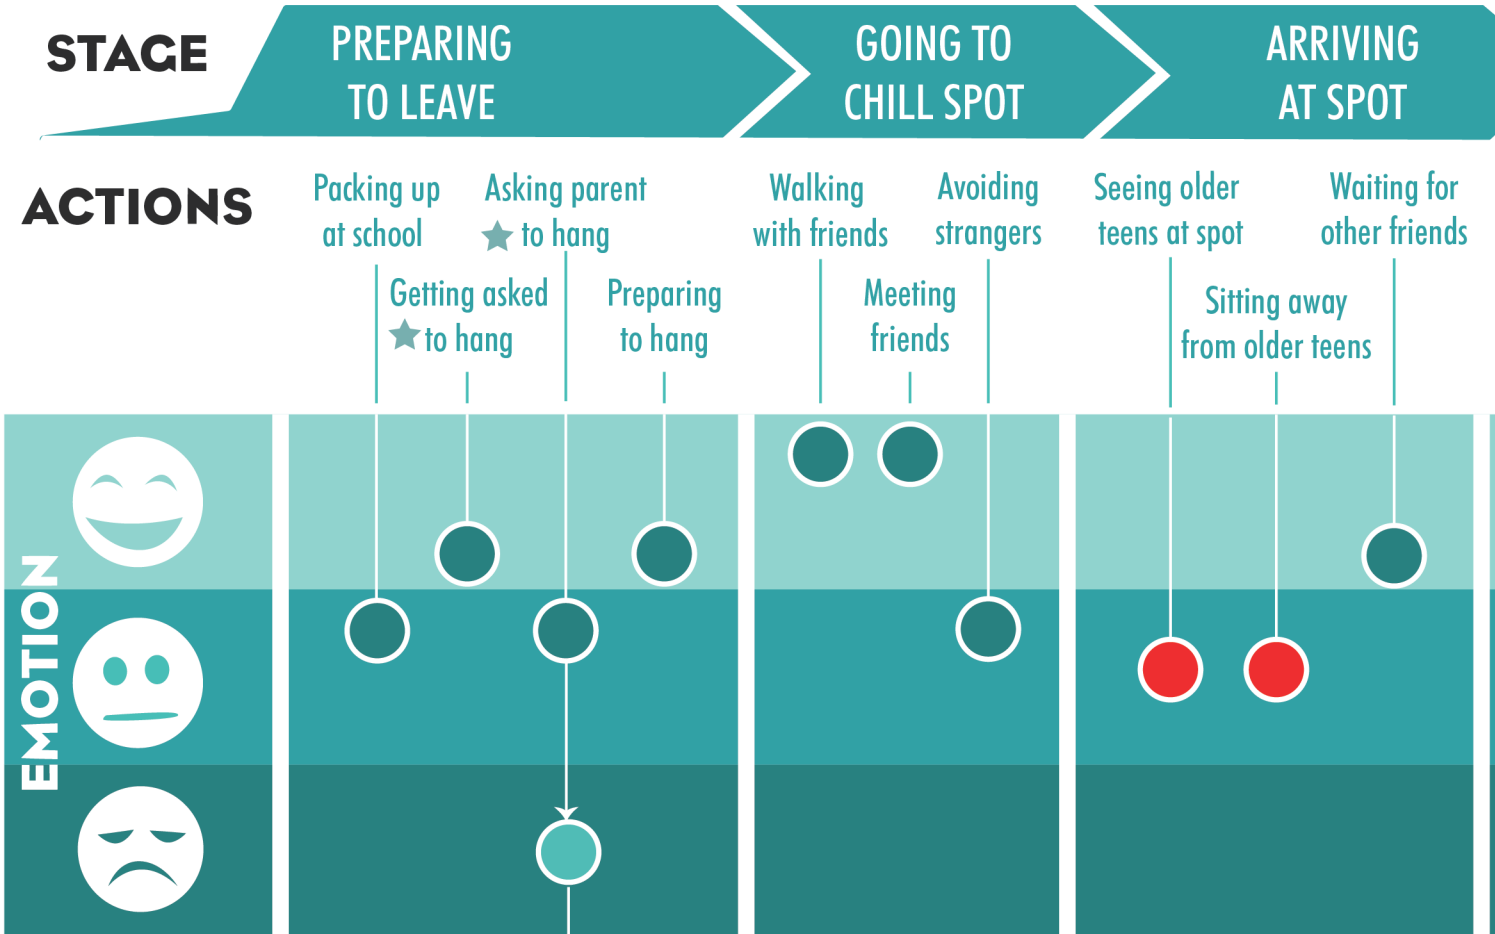 STAGE
PREPARING
TO LEAVE
GOING TO
CHILL SPOT
ARRIVING
AT SPOT
ACTIONS
Packing up
at school
Getting asked
to hang
Asking parent
to hang
Preparing
to hang
Walking
with friends
Meeting
friends
Avoiding
strangers
Seeing older
teens at spot
Sitting away
from older teens
Waiting for
other friends
EMOTION